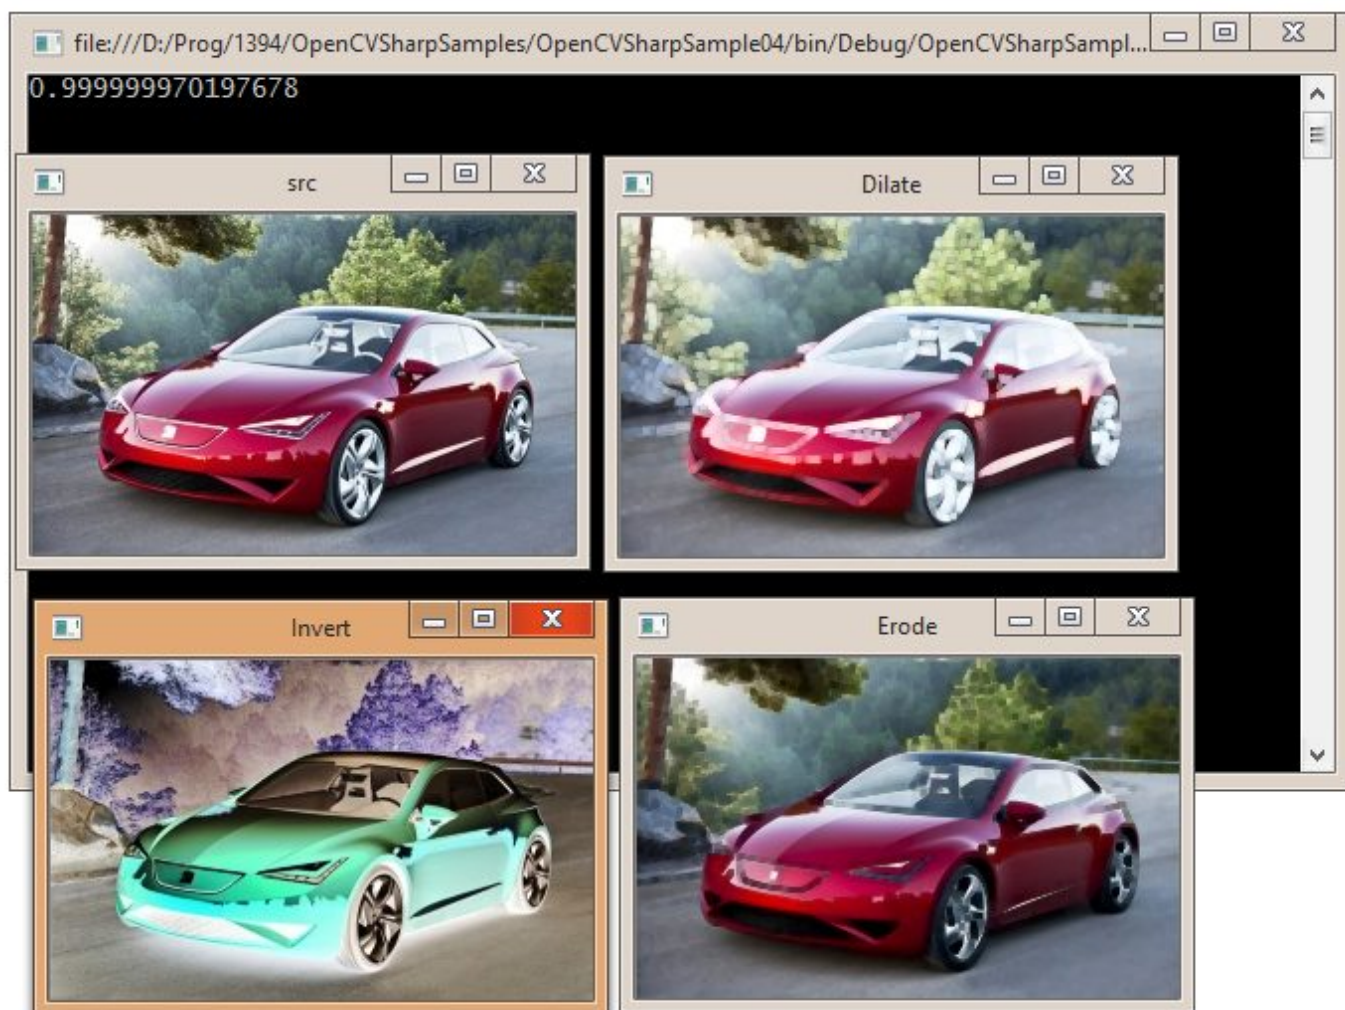 file:///D:/Prog/1394/OpenCVSharpSamples/OpenCVSharpSample04/bin/Debug/OpenCVSharpSampl...
0.999999970197678
src
Dilate
Invert
Erode